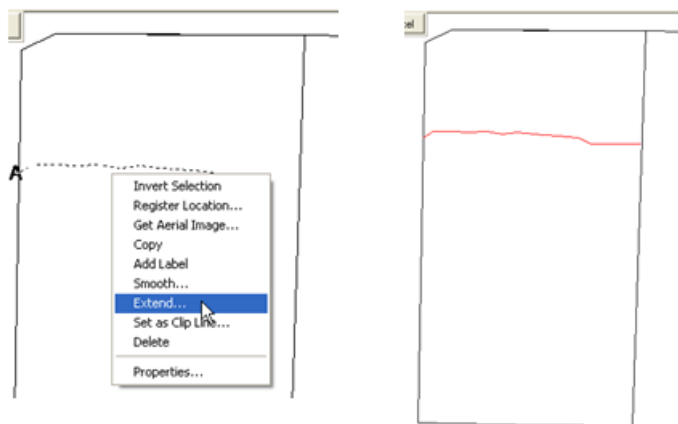 A
Invert Selection
Register Location...
Get Aerial Image...
Copy
Add Label
Smooth...
Extend...
Set as Clip Line...
Delete
Properties...